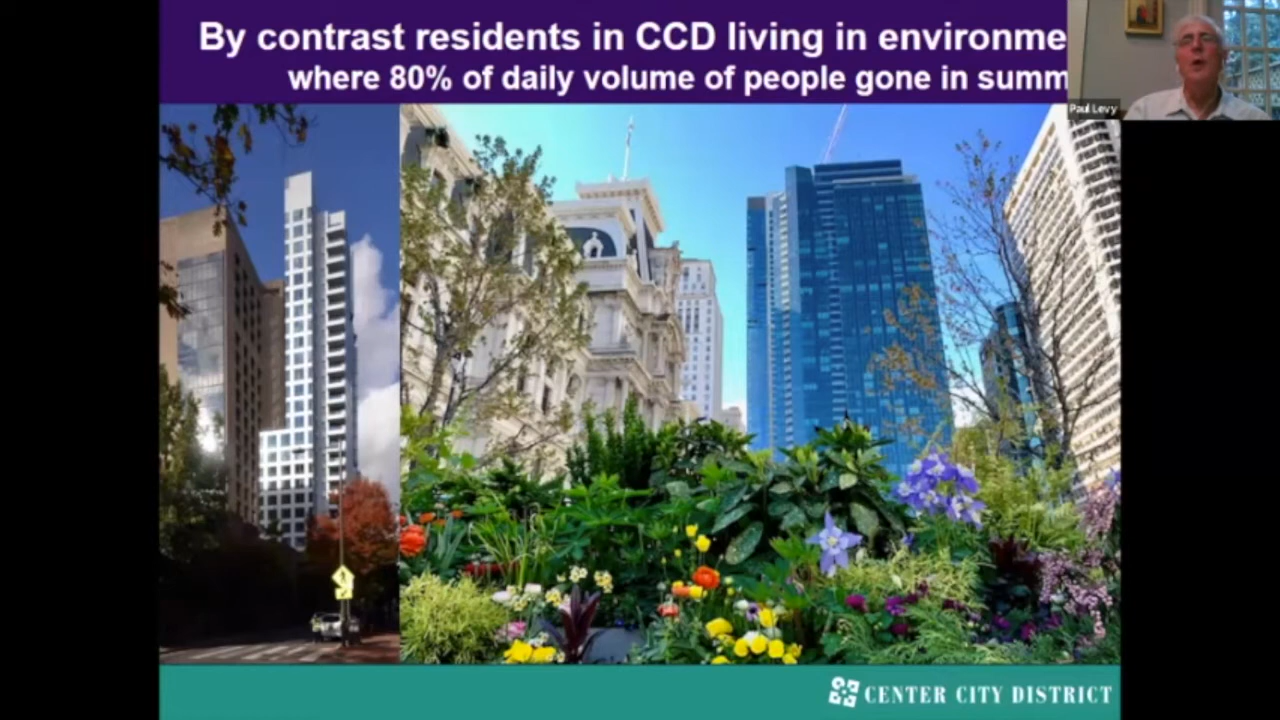 By contrast residents in CCD living in environme
where 80% of daily volume of people gone in summ
Paul Levy
CENTER CITY DISTRICT